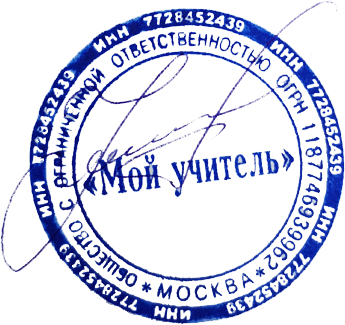 ИНН 7728452439 ИНН 7728452439 ИНН 7728452439 ИНН 7728452439 ИНН 7728452439
ОБЩЕСТВО С ОГРАНИЧЕННОЙ ОТВЕТСТВЕННОСТЬЮ ОГРН 1187746939962
* МОСКВА *
«Мой учитель»